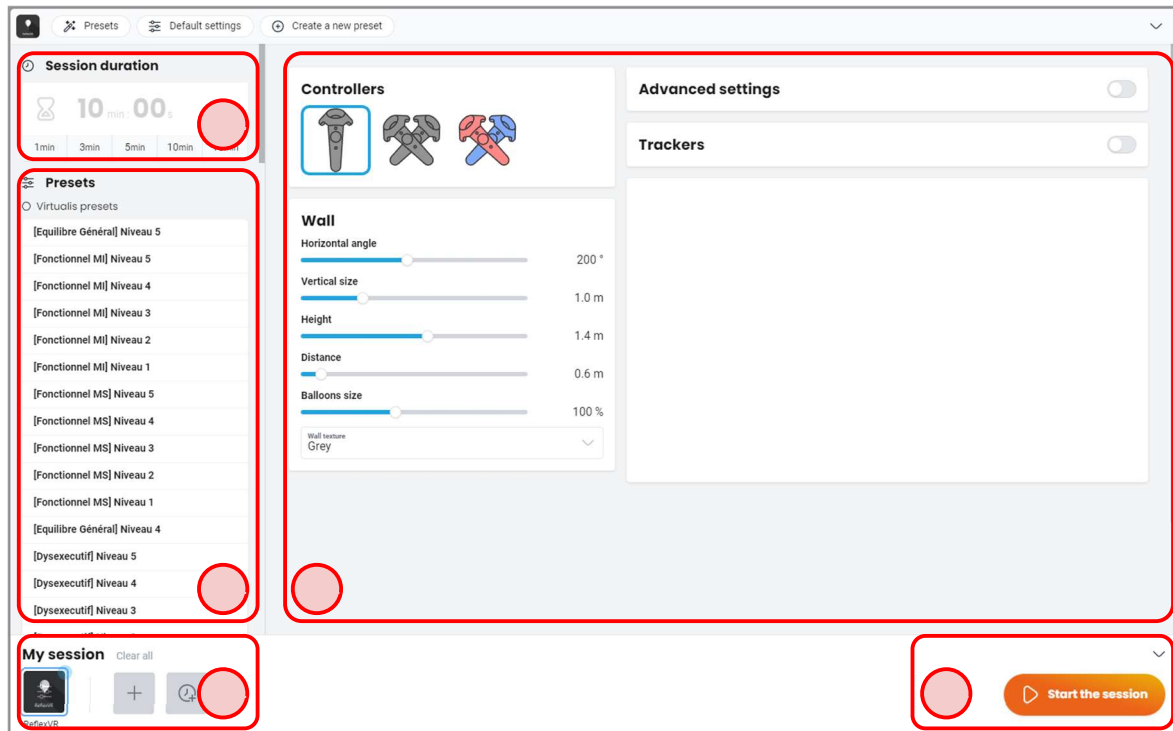 Presets
Default settings
Create a new preset
Session duration
10 min : 00 s
1min 3min 5min 10min
Presets
Virtualis presets
[Equilibre Général] Niveau 5
[Fonctionnel MI] Niveau 5
[Fonctionnel MI] Niveau 4
[Fonctionnel MI] Niveau 3
[Fonctionnel MI] Niveau 2
[Fonctionnel MI] Niveau 1
[Fonctionnel MS] Niveau 5
[Fonctionnel MS] Niveau 4
[Fonctionnel MS] Niveau 3
[Fonctionnel MS] Niveau 2
[Fonctionnel MS] Niveau 1
[Equilibre Général] Niveau 4
[Dysexecutif] Niveau 5
[Dysexecutif] Niveau 4
[Dysexecutif] Niveau 3
Controllers
Wall
Horizontal angle
200 °
Vertical size
1.0 m
Height
1.4 m
Distance
0.6 m
Balloons size
100 %
Wall texture
Grey
Advanced settings
Trackers
My session
Clear all
ReflexVR
ReflexVR
Start the session